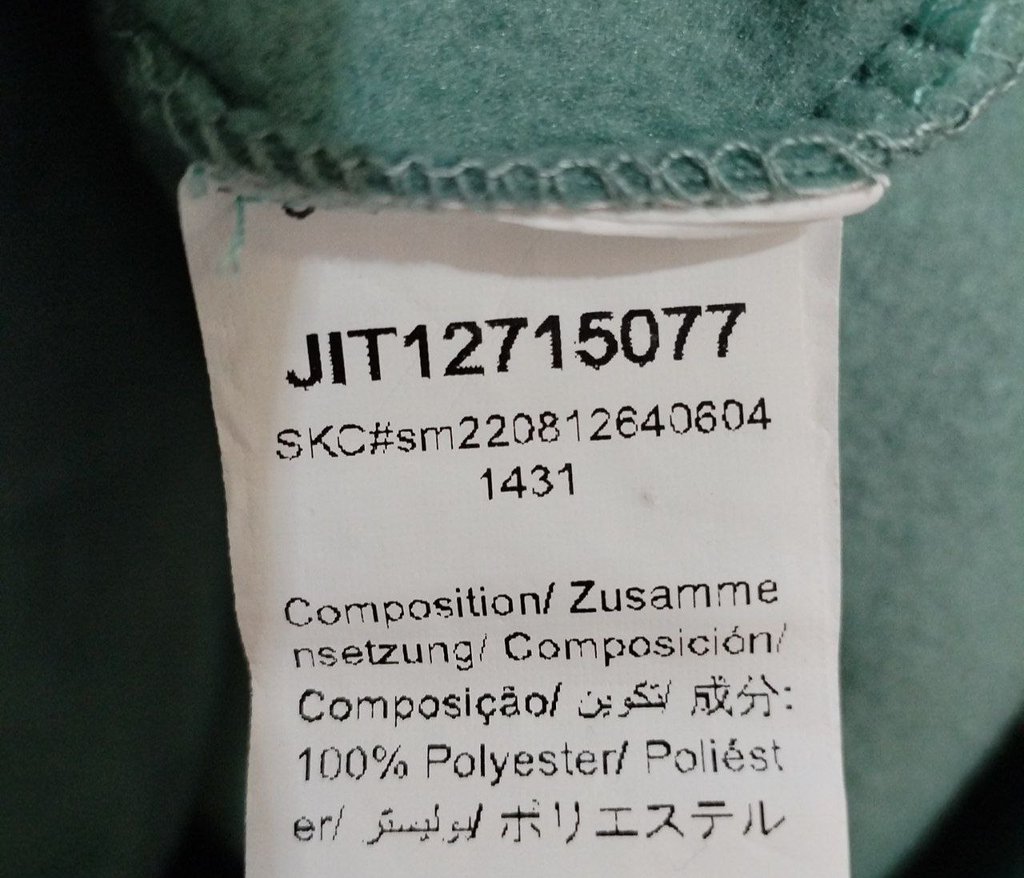 JIT12715077
SKC#sm220812640604
1431
Composition/ Zusamme
nsetzung/ Composición/
Composição/ تكوين/ 成分:
100% Polyester/ Poliést
er/ بوليستر/ ポリエステル